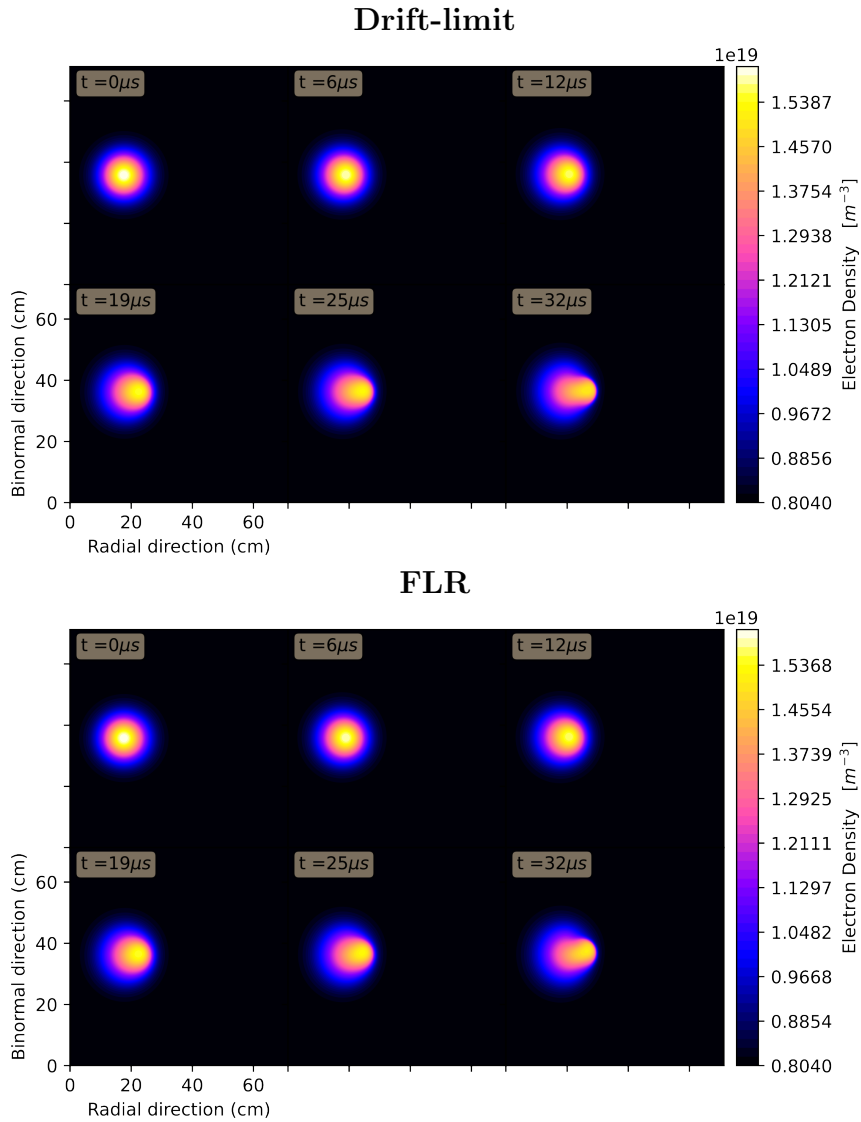 Drift-limit
1e19
t =0μs t =6μs t =12μs
1.5387
1.4570
1.3754
1.2938
1.2121
1.1305
1.0489
0.9672
0.8856
0.8040
Electron Density [m⁻³]
t =19μs t =25μs t =32μs
60
40
20
0
Binormal direction (cm)
0 20 40 60
Radial direction (cm)
FLR
1e19
t =0μs t =6μs t =12μs
1.5368
1.4554
1.3739
1.2925
1.2111
1.1297
1.0482
0.9668
0.8854
0.8040
Electron Density [m⁻³]
t =19μs t =25μs t =32μs
60
40
20
0
Binormal direction (cm)
0 20 40 60
Radial direction (cm)